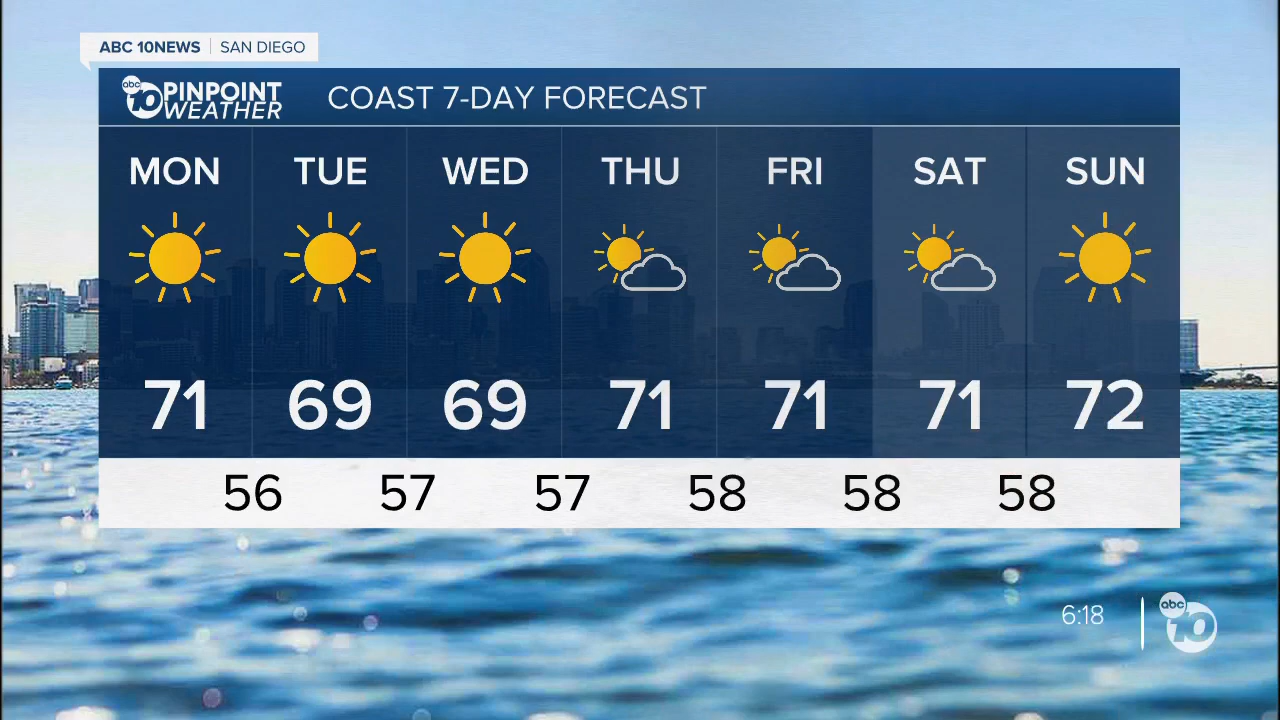 ABC 10NEWS | SAN DIEGO
abc 10 PINPOINT WEATHER
COAST 7-DAY FORECAST
MON TUE WED THU FRI SAT SUN
71 69 69 71 71 71 72
56 57 57 58 58 58
6:18 abc 10